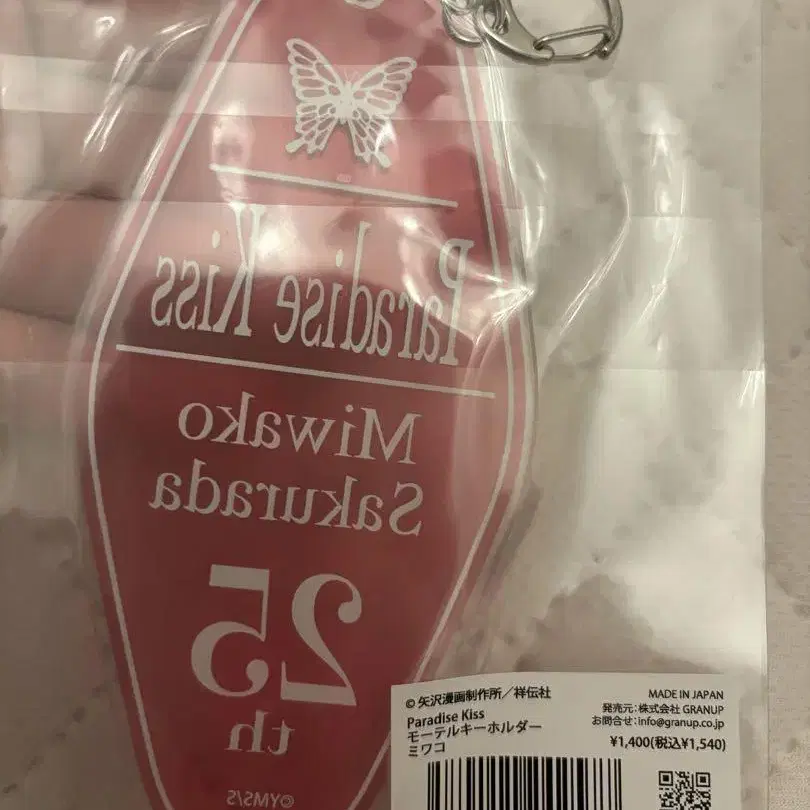 Paradise Kiss
Miwako
Sakurada
25
th
©YMS/S
© 矢沢漫画制作所／祥伝社
Paradise Kiss
モーテルキーホルダー
ミワコ
MADE IN JAPAN
発売元:株式会社 GRANUP
お問合せ:info@granup.co.jp
¥1,400(税込¥1,540)